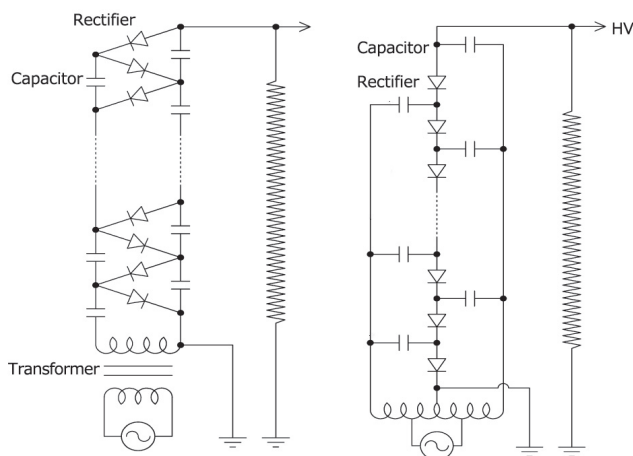 Rectifier
Capacitor
Transformer
HV
Capacitor
Rectifier